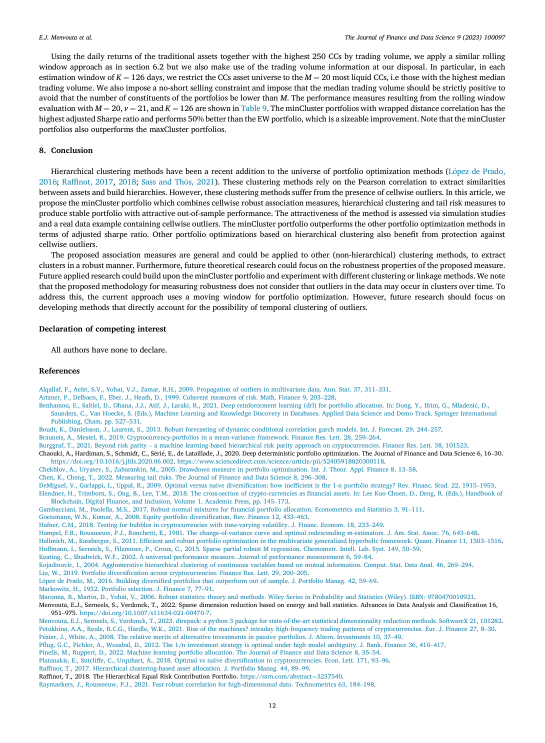 E.J. Menvouta et al.
The Journal of Finance and Data Science 9 (2023) 100097
Using the daily returns of the traditional assets together with the highest 250 CCs by trading volume, we apply a similar rolling
window approach as in section 6.2 but we also make use of the trading volume information at our disposal. In particular, in each
estimation window of K = 126 days, we restrict the CCs asset universe to the M = 20 most liquid CCs, i.e those with the highest median
trading volume. We also impose a no-short selling constraint and impose that the median trading volume should be strictly positive to
avoid that the number of constituents of the portfolios be lower than M. The performance measures resulting from the rolling window
evaluation with M = 20, v = 21, and K = 126 are shown in Table 9. The minCluster portfolios with wrapped distance correlation has the
highest adjusted Sharpe ratio and performs 50% better than the EW portfolio, which is a sizeable improvement. Note that the minCluster
portfolios also outperforms the maxCluster portfolios.
8. Conclusion
Hierarchical clustering methods have been a recent addition to the universe of portfolio optimization methods (López de Prado,
2016; Raffinot, 2017, 2018; Sass and Thös, 2021). These clustering methods rely on the Pearson correlation to extract similarities
between assets and build hierarchies. However, these clustering methods suffer from the presence of cellwise outliers. In this article, we
propose the minCluster portfolio which combines cellwise robust association measures, hierarchical clustering and tail risk measures to
produce stable portfolio with attractive out-of-sample performance. The attractiveness of the method is assessed via simulation studies
and a real data example containing cellwise outliers. The minCluster portfolio outperforms the other portfolio optimization methods in
terms of adjusted sharpe ratio. Other portfolio optimizations based on hierarchical clustering also benefit from protection against
cellwise outliers.
The proposed association measures are general and could be applied to other (non-hierarchical) clustering methods, to extract
clusters in a robust manner. Furthermore, future theoretical research could focus on the robustness properties of the proposed measure.
Future applied research could build upon the minCluster portfolio and experiment with different clustering or linkage methods. We note
that the proposed methodology for measuring robustness does not consider that outliers in the data may occur in clusters over time. To
address this, the current approach uses a moving window for portfolio optimization. However, future research should focus on
developing methods that directly account for the possibility of temporal clustering of outliers.
Declaration of competing interest
All authors have none to declare.
References
Alqallaf, F., Aelst, S.V., Yohai, V.J., Zamar, R.H., 2009. Propagation of outliers in multivariate data. Ann. Stat. 37, 311–331.
Artzner, P., Delbaen, F., Eber, J., Heath, D., 1999. Coherent measures of risk. Math. Finance 9, 203–228.
Benhamou, E., Saltiel, D., Ohana, J.J., Atif, J., Laraki, R., 2021. Deep reinforcement learning (drl) for portfolio allocation. In: Dong, Y., Ifrim, G., Mladenic, D.,
Saunders, C., Van Hoecke, S. (Eds.), Machine Learning and Knowledge Discovery in Databases. Applied Data Science and Demo Track. Springer International
Publishing, Cham, pp. 527–531.
Boudt, K., Danielsson, J., Laurent, S., 2013. Robust forecasting of dynamic conditional correlation garch models. Int. J. Forecast. 29, 244–257.
Brauneis, A., Mestel, R., 2019. Cryptocurrency-portfolios in a mean-variance framework. Finance Res. Lett. 28, 259–264.
Burggraf, T., 2021. Beyond risk parity – a machine learning-based hierarchical risk parity approach on cryptocurrencies. Finance Res. Lett. 38, 101523.
Chaouki, A., Hardiman, S., Schmidt, C., Sérié, E., de Lataillade, J., 2020. Deep deterministic portfolio optimization. The Journal of Finance and Data Science 6, 16–30.
https://doi.org/10.1016/j.jfds.2020.06.002, https://www.sciencedirect.com/science/article/pii/S2405918820300118.
Chekhlov, A., Uryasev, S., Zabarankin, M., 2005. Drawdown measure in portfolio optimization. Int. J. Theor. Appl. Finance 8, 13–58.
Chen, K., Cheng, T., 2022. Measuring tail risks. The Journal of Finance and Data Science 8, 296–308.
DeMiguel, V., Garlappi, L., Uppal, R., 2009. Optimal versus naive diversification: how inefficient is the 1-n portfolio strategy? Rev. Financ. Stud. 22, 1915–1953.
Elendner, H., Trimborn, S., Ong, B., Lee, T.M., 2018. The cross-section of crypto-currencies as financial assets. In: Lee Kuo Chuen, D., Deng, R. (Eds.), Handbook of
Blockchain, Digital Finance, and Inclusion, Volume 1. Academic Press, pp. 145–173.
Gambacciani, M., Paolella, M.S., 2017. Robust normal mixtures for financial portfolio allocation. Econometrics and Statistics 3, 91–111.
Goetzmann, W.N., Kumar, A., 2008. Equity portfolio diversification. Rev. Finance 12, 433–463.
Hafner, C.M., 2018. Testing for bubbles in cryptocurrencies with time-varying volatility. J. Financ. Econom. 18, 233–249.
Hampel, F.R., Rousseeuw, P.J., Ronchetti, E., 1981. The change-of-variance curve and optimal redescending m-estimators. J. Am. Stat. Assoc. 76, 643–648.
Hellmich, M., Kassberger, S., 2011. Efficient and robust portfolio optimization in the multivariate generalized hyperbolic framework. Quant. Finance 11, 1503–1516.
Hoffmann, I., Serneels, S., Filzmoser, P., Croux, C., 2015. Sparse partial robust M regression. Chemometr. Intell. Lab. Syst. 149, 50–59.
Keating, C., Shadwick, W.F., 2002. A universal performance measure. Journal of performance measurement 6, 59–84.
Kojadinovic, I., 2004. Agglomerative hierarchical clustering of continuous variables based on mutual information. Comput. Stat. Data Anal. 46, 269–294.
Liu, W., 2019. Portfolio diversification across cryptocurrencies. Finance Res. Lett. 29, 200–205.
López de Prado, M., 2016. Building diversified portfolios that outperform out of sample. J. Portfolio Manag. 42, 59–69.
Markowitz, H., 1952. Portfolio selection. J. Finance 7, 77–91.
Maronna, R., Martin, D., Yohai, V., 2006. Robust statistics: theory and methods. Wiley Series in Probability and Statistics (Wiley). ISBN: 9780470010921.
Menvouta, E.J., Serneels, S., Verdonck, T., 2022. Sparse dimension reduction based on energy and ball statistics. Advances in Data Analysis and Classification 16,
951–975. https://doi.org/10.1007/s11634-021-00470-7.
Menvouta, E.J., Serneels, S., Verdonck, T., 2023. direpack: a python 3 package for state-of-the-art statistical dimensionality reduction methods. SoftwareX 21, 101282.
Petukhina, A.A., Reule, R.C.G., Härdle, W.K., 2021. Rise of the machines? intraday high-frequency trading patterns of cryptocurrencies. Eur. J. Finance 27, 8–30.
Pézier, J., White, A., 2008. The relative merits of alternative investments in passive portfolios. J. Altern. Investments 10, 37–49.
Pflug, G.C., Pichler, A., Wozabal, D., 2012. The 1/n investment strategy is optimal under high model ambiguity. J. Bank. Finance 36, 410–417.
Pinelis, M., Ruppert, D., 2022. Machine learning portfolio allocation. The Journal of Finance and Data Science 8, 35–54.
Platanakis, E., Sutcliffe, C., Urquhart, A., 2018. Optimal vs naïve diversification in cryptocurrencies. Econ. Lett. 171, 93–96.
Raffinot, T., 2017. Hierarchical clustering-based asset allocation. J. Portfolio Manag. 44, 89–99.
Raffinot, T., 2018. The Hierarchical Equal Risk Contribution Portfolio. https://ssrn.com/abstract=3237540.
Raymaekers, J., Rousseeuw, P.J., 2021. Fast robust correlation for high-dimensional data. Technometrics 63, 184–198.
12